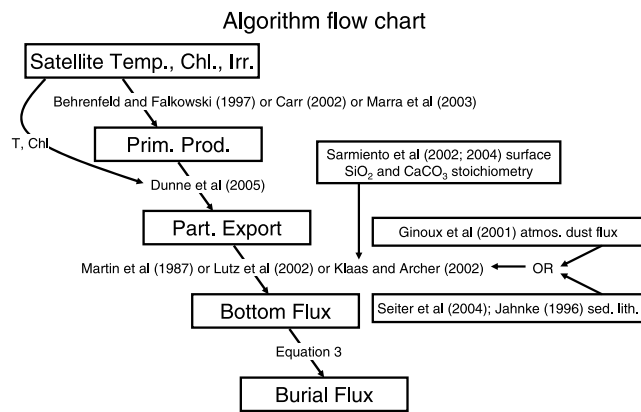 Algorithm flow chart
Satellite Temp., Chl., Irr.
Behrenfeld and Falkowski (1997) or Carr (2002) or Marra et al (2003)
T, Chl
Prim. Prod.
Sarmiento et al (2002; 2004) surface
SiO2 and CaCO3 stoichiometry
Dunne et al (2005)
Part. Export
Ginoux et al (2001) atmos. dust flux
Martin et al (1987) or Lutz et al (2002) or Klaas and Archer (2002)
OR
Bottom Flux
Seiter et al (2004); Jahnke (1996) sed. lith.
Equation 3
Burial Flux